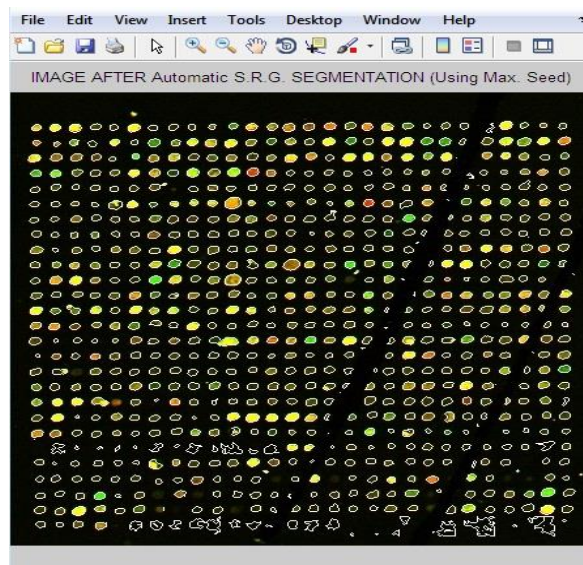 File Edit View Insert Tools Desktop Window Help
IMAGE AFTER Automatic S.R.G. SEGMENTATION (Using Max. Seed)